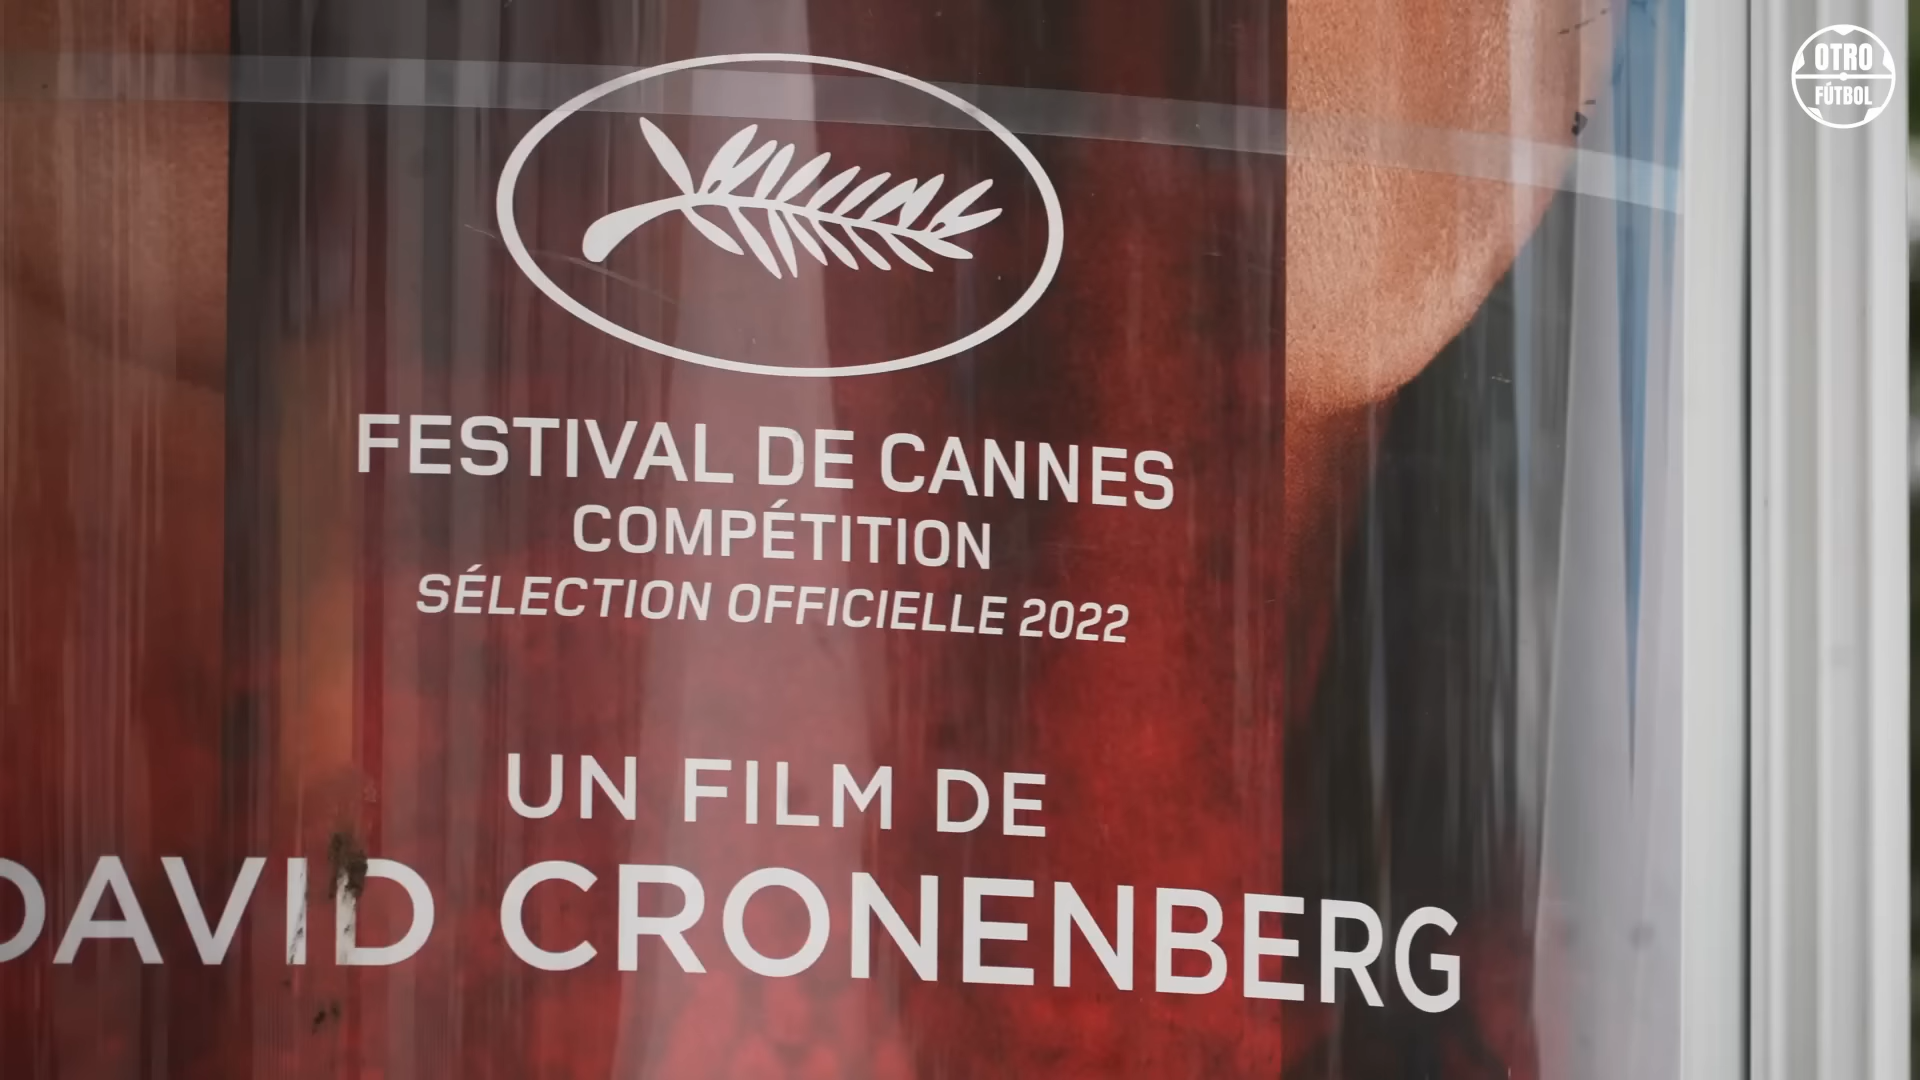 OTRO
FÚTBOL
FESTIVAL DE CANNES
COMPÉTITION
SÉLECTION OFFICIELLE 2022
UN FILM DE
DAVID CRONENBERG